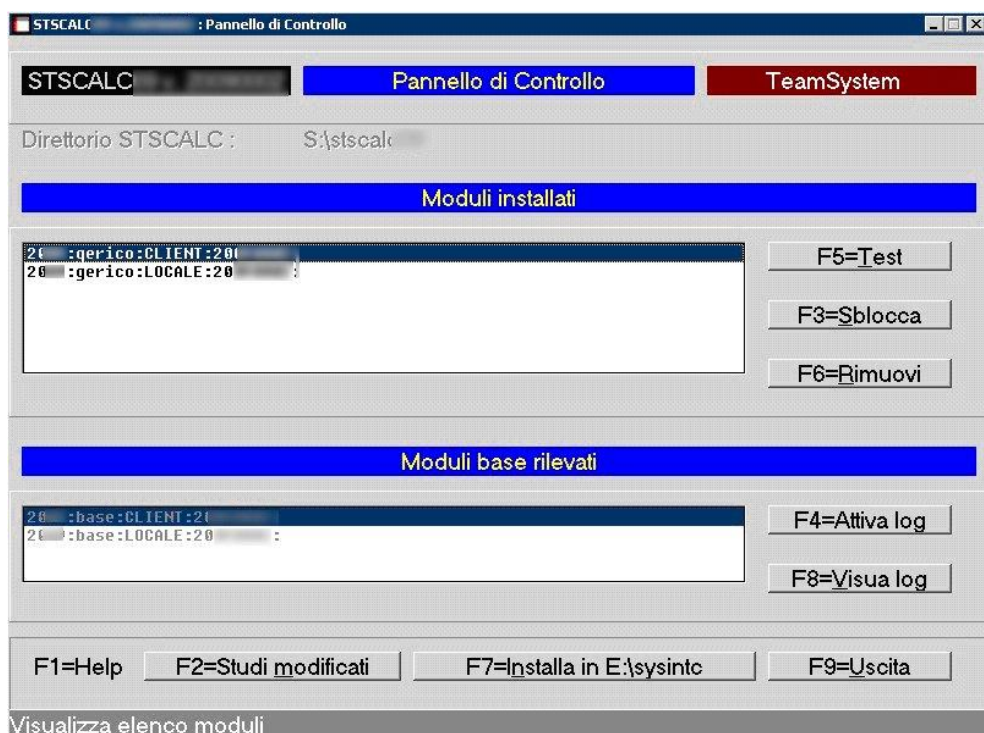 STSCALC : Pannello di Controllo
STSCALC Pannello di Controllo TeamSystem
Direttorio STSCALC : S:\stscalc
Moduli installati
:gerico:CLIENT:
F5=Test
:gerico:LOCALE:
F3=Sblocca
F6=Rimuovi
Moduli base rilevati
:base:CLIENT:
F4=Attiva log
:base:LOCALE:
F8=Visua log
F1=Help F2=Studi modificati F7=Installa in E:\sysintc F9=Uscita
Visualizza elenco moduli